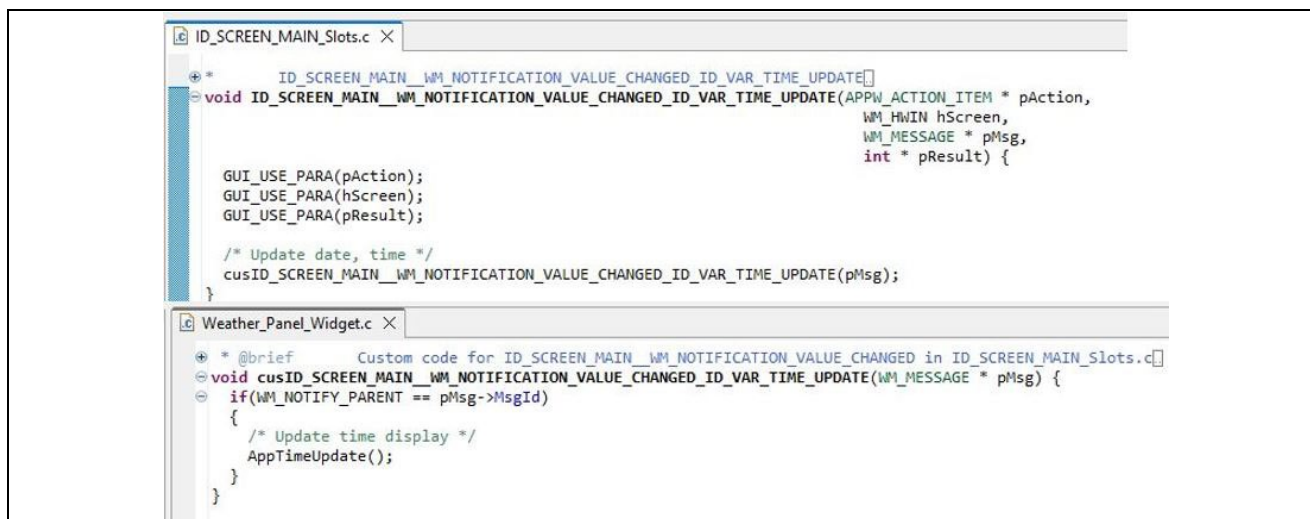 ID_SCREEN_MAIN_Slots.c
* ID_SCREEN_MAIN__WM_NOTIFICATION_VALUE_CHANGED_ID_VAR_TIME_UPDATE
void ID_SCREEN_MAIN__WM_NOTIFICATION_VALUE_CHANGED_ID_VAR_TIME_UPDATE(APPW_ACTION_ITEM * pAction,
WM_HWIN hScreen,
WM_MESSAGE * pMsg,
int * pResult) {
GUI_USE_PARA(pAction);
GUI_USE_PARA(hScreen);
GUI_USE_PARA(pResult);
/* Update date, time */
cusID_SCREEN_MAIN__WM_NOTIFICATION_VALUE_CHANGED_ID_VAR_TIME_UPDATE(pMsg);
}
Weather_Panel_Widget.c
* @brief Custom code for ID_SCREEN_MAIN__WM_NOTIFICATION_VALUE_CHANGED in ID_SCREEN_MAIN_Slots.c
void cusID_SCREEN_MAIN__WM_NOTIFICATION_VALUE_CHANGED_ID_VAR_TIME_UPDATE(WM_MESSAGE * pMsg) {
if(WM_NOTIFY_PARENT == pMsg->MsgId)
{
/* Update time display */
AppTimeUpdate();
}
}